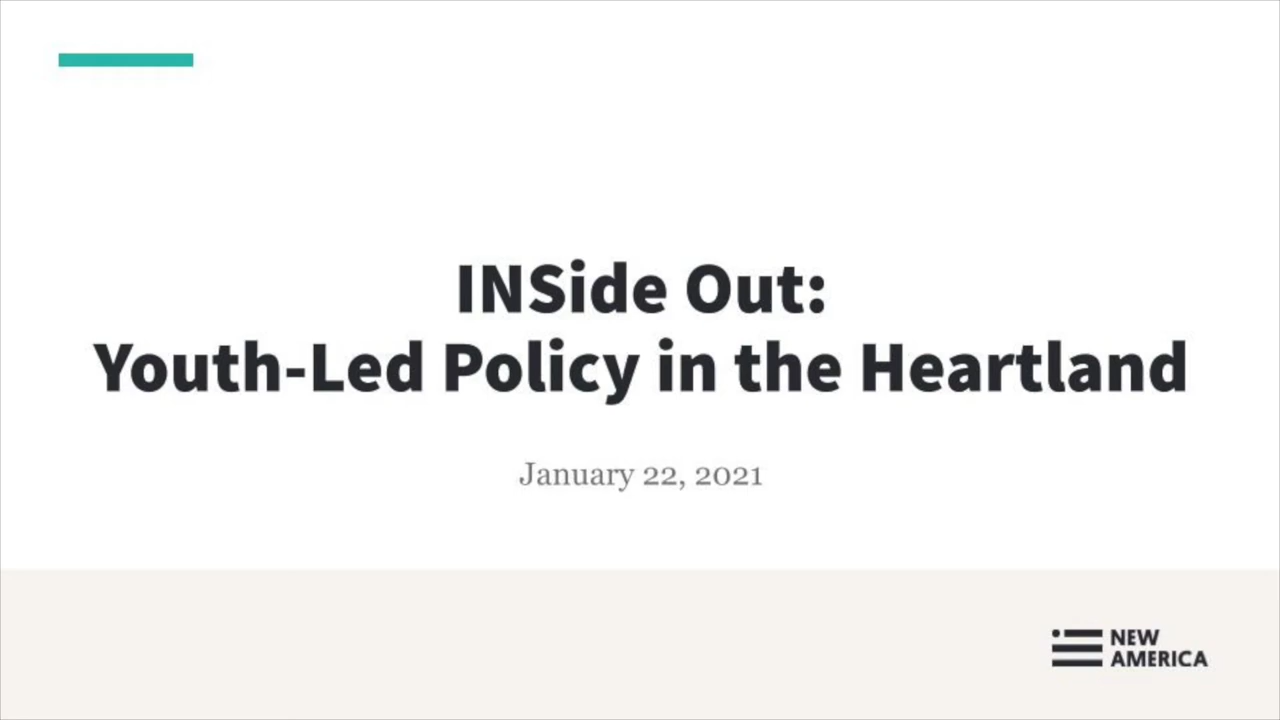 INSide Out:
Youth-Led Policy in the Heartland
January 22, 2021
NEW
AMERICA